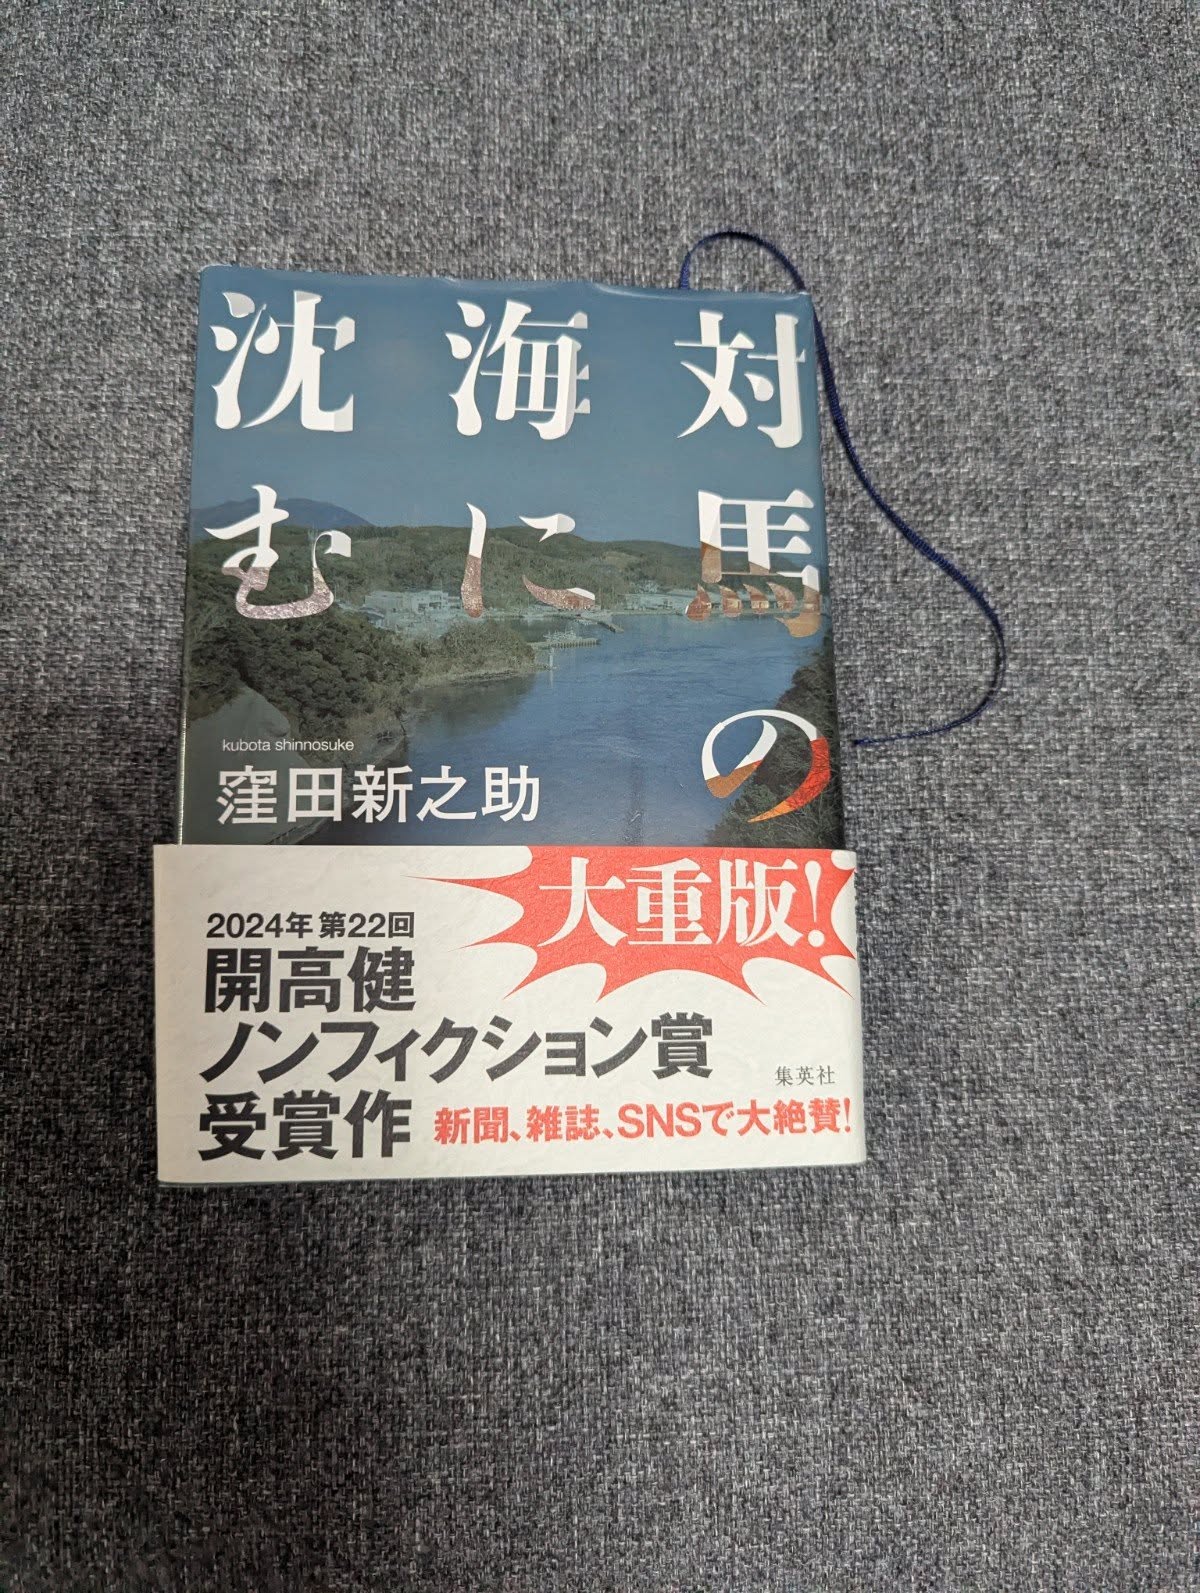 対馬の
海に
沈む
kubota shinnosuke
窪田新之助
大重版!
2024年 第22回
開高健
ノンフィクション賞
受賞作
集英社
新聞、雑誌、SNSで大絶賛!